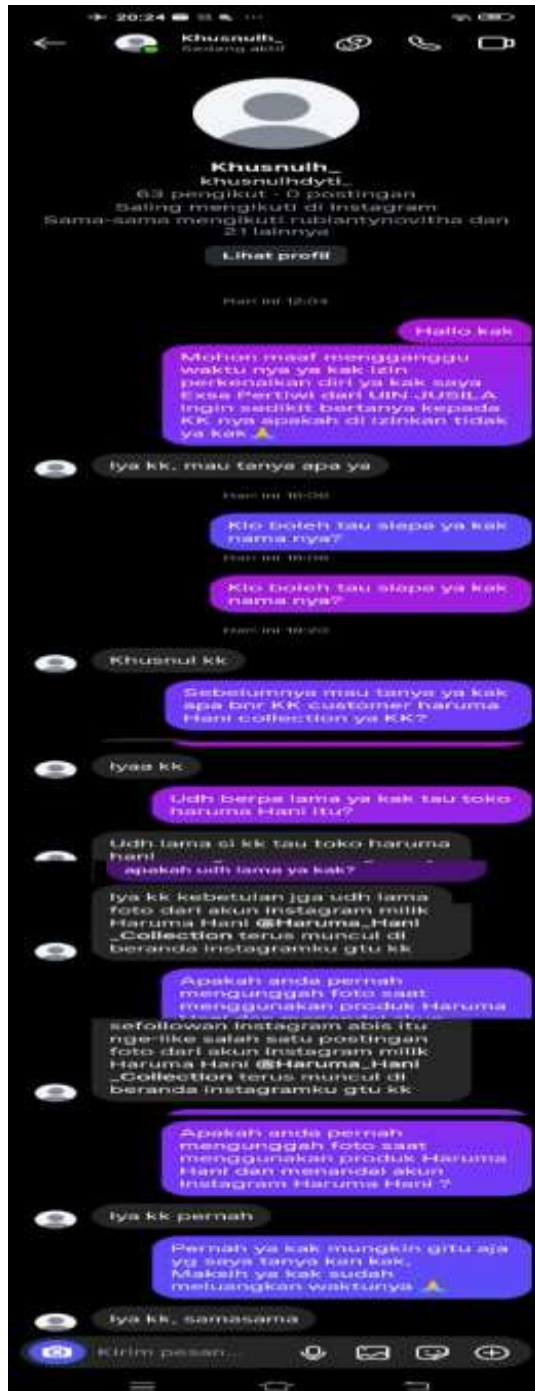 20:24
Khusnulh_
Sedang aktif
Khusnulh_
khusnulhdyti_
63 pengikut · 0 postingan
Saling mengikuti di Instagram
Sama-sama mengikuti rubiantynovitha dan
21 lainnya
Lihat profil
Hari ini 12:04
Hallo kak
Mohon maaf mengganggu
waktu nya ya kak izin
perkenalkan diri ya kak saya
Exsa Pertiwi dari UIN JUSILA
ingin sedikit bertanya kepada
KK nya apakah di izinkan tidak
ya kak 🙏
Iya kk, mau tanya apa ya
Hari ini
Klo boleh tau siapa ya kak
nama nya?
Hari ini
Klo boleh tau siapa ya kak
nama nya?
Hari ini
Khusnul kk
Sebelumnya mau tanya ya kak
apa bnr KK customer haruma
Hani collection ya KK?
Iyaa kk
Udh berpa lama ya kak tau toko
haruma Hani itu?
Udh lama si kk tau toko haruma
hani
apakah udh lama ya kak?
Iya kk kebetulan jga udh lama
foto dari akun instagram milik
Haruma Hani @Haruma_Hani
_Collection terus muncul di
beranda instagramku gtu kk
Apakah anda pernah
mengunggah foto saat
menggunakan produk Haruma
sefollowan instagram abis itu
nge-like salah satu postingan
foto dari akun instagram milik
Haruma Hani @Haruma_Hani
_Collection terus muncul di
beranda instagramku gtu kk
Apakah anda pernah
mengunggah foto saat
menggunakan produk Haruma
Hani dan menandai akun
Instagram Haruma Hani ?
Iya kk pernah
Pernah ya kak mungkin gitu aja
yg saya tanya kan kak,
Maksih ya kak sudah
meluangkan waktunya 🙏
Iya kk, samasama
Kirim pesan...